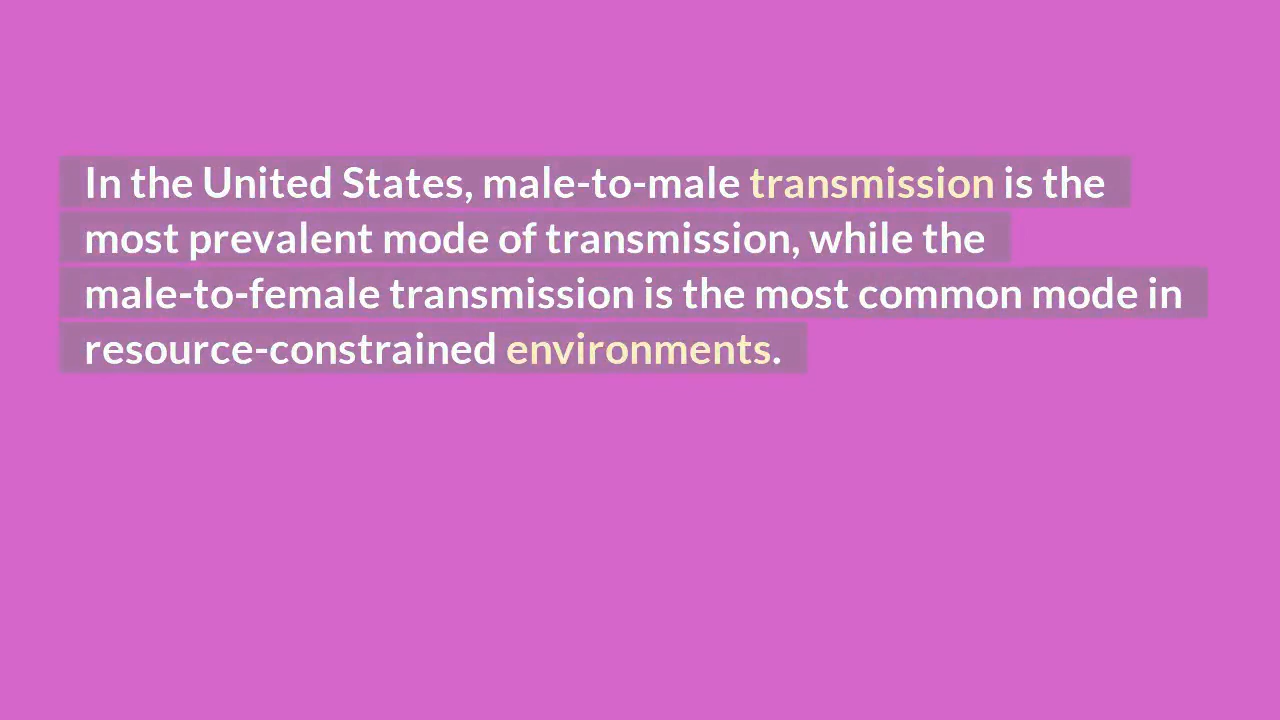 In the United States, male-to-male transmission is the
most prevalent mode of transmission, while the
male-to-female transmission is the most common mode in
resource-constrained environments.